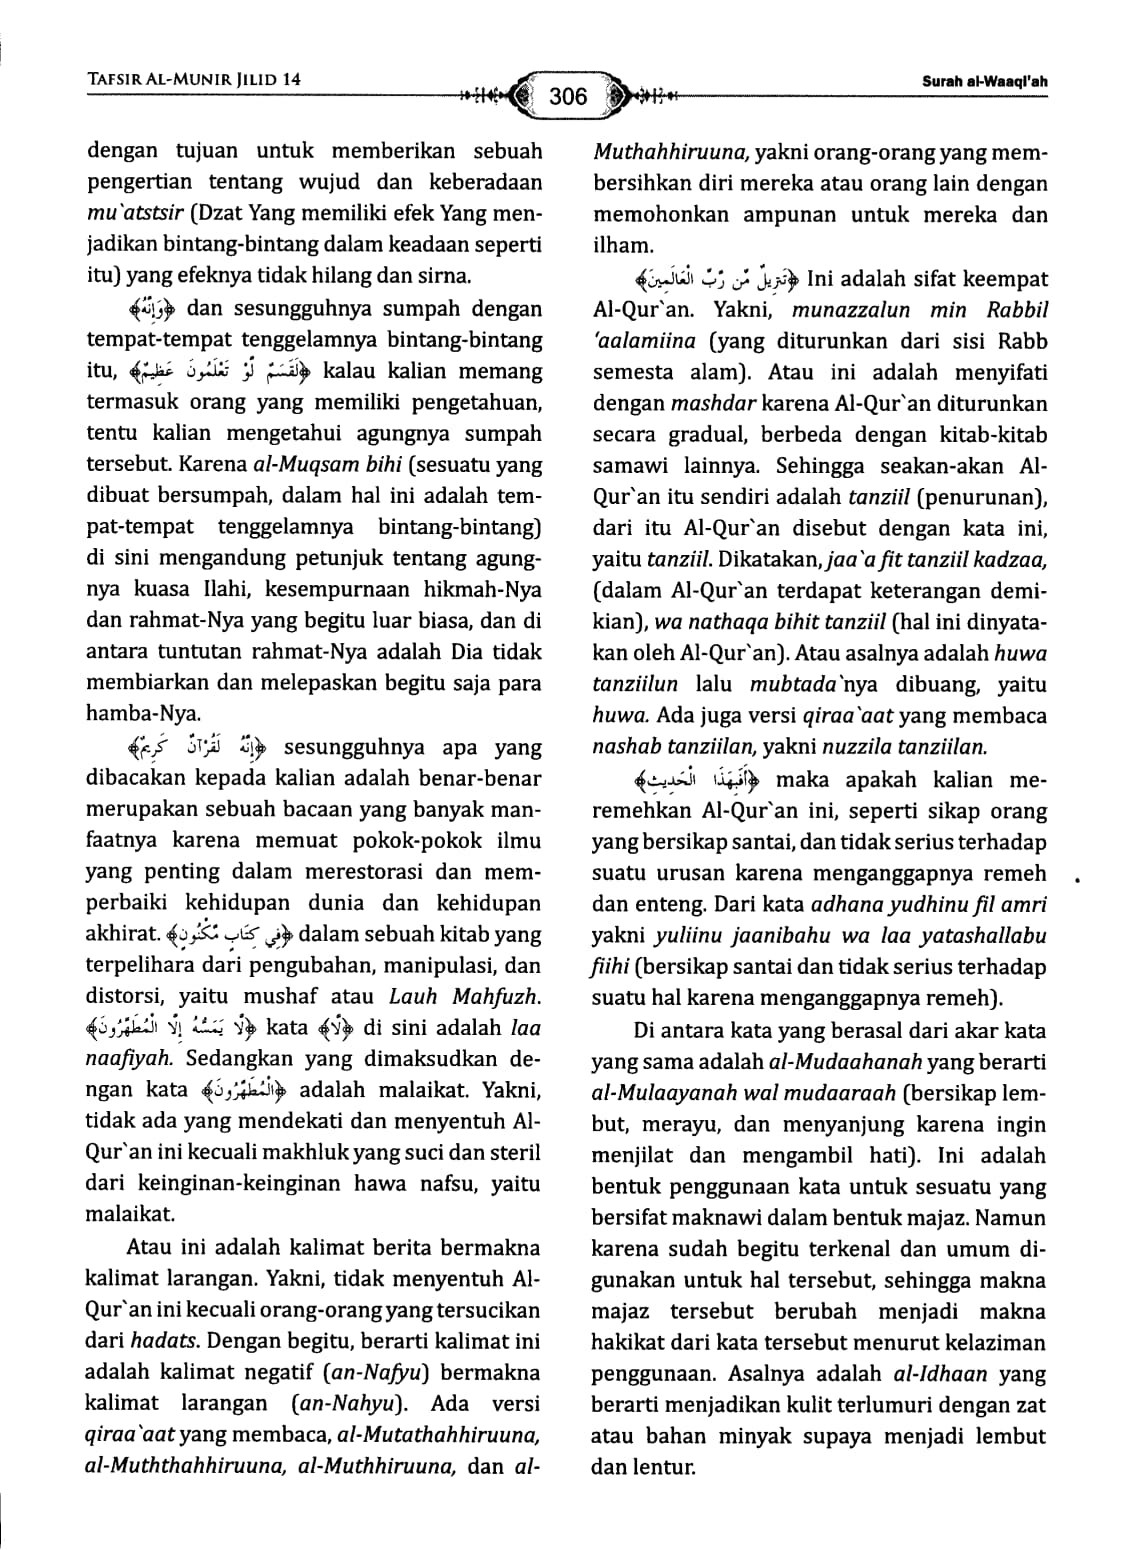 TAFSIR AL-MUNIR JILID 14
306
Surah al-Waaqi'ah
dengan tujuan untuk memberikan sebuah
pengertian tentang wujud dan keberadaan
mu`atstsir (Dzat Yang memiliki efek Yang men-
jadikan bintang-bintang dalam keadaan seperti
itu) yang efeknya tidak hilang dan sirna.
﴿وَإِنَّهُ﴾ dan sesungguhnya sumpah dengan
tempat-tempat tenggelamnya bintang-bintang
itu, ﴿لَقَسَمٌ لَّوْ تَعْلَمُونَ عَظِيمٌ﴾ kalau kalian memang
termasuk orang yang memiliki pengetahuan,
tentu kalian mengetahui agungnya sumpah
tersebut. Karena al-Muqsam bihi (sesuatu yang
dibuat bersumpah, dalam hal ini adalah tem-
pat-tempat tenggelamnya bintang-bintang)
di sini mengandung petunjuk tentang agung-
nya kuasa Ilahi, kesempurnaan hikmah-Nya
dan rahmat-Nya yang begitu luar biasa, dan di
antara tuntutan rahmat-Nya adalah Dia tidak
membiarkan dan melepaskan begitu saja para
hamba-Nya.
﴿إِنَّهُ لَقُرْآنٌ كَرِيمٌ﴾ sesungguhnya apa yang
dibacakan kepada kalian adalah benar-benar
merupakan sebuah bacaan yang banyak man-
faatnya karena memuat pokok-pokok ilmu
yang penting dalam merestorasi dan mem-
perbaiki kehidupan dunia dan kehidupan
akhirat. ﴿فِي كِتَابٍ مَّكْنُونٍ﴾ dalam sebuah kitab yang
terpelihara dari pengubahan, manipulasi, dan
distorsi, yaitu mushaf atau Lauh Mahfuzh.
﴿لَّا يَمَسُّهُ إِلَّا الْمُطَهَّرُونَ﴾ kata ﴿لَّا﴾ di sini adalah laa
naafiyah. Sedangkan yang dimaksudkan de-
ngan kata ﴿الْمُطَهَّرُونَ﴾ adalah malaikat. Yakni,
tidak ada yang mendekati dan menyentuh Al-
Qur`an ini kecuali makhluk yang suci dan steril
dari keinginan-keinginan hawa nafsu, yaitu
malaikat.
Atau ini adalah kalimat berita bermakna
kalimat larangan. Yakni, tidak menyentuh Al-
Qur`an ini kecuali orang-orang yang tersucikan
dari hadats. Dengan begitu, berarti kalimat ini
adalah kalimat negatif (an-Nafyu) bermakna
kalimat larangan (an-Nahyu). Ada versi
qiraa`aat yang membaca, al-Mutathahhiruuna,
al-Muththahhiruuna, al-Muthhiruuna, dan al-
Muthahhiruuna, yakni orang-orang yang mem-
bersihkan diri mereka atau orang lain dengan
memohonkan ampunan untuk mereka dan
ilham.
﴿تَنزِيلٌ مِّن رَّبِّ الْعَالَمِينَ﴾ Ini adalah sifat keempat
Al-Qur`an. Yakni, munazzalun min Rabbil
‘aalamiina (yang diturunkan dari sisi Rabb
semesta alam). Atau ini adalah menyifati
dengan mashdar karena Al-Qur`an diturunkan
secara gradual, berbeda dengan kitab-kitab
samawi lainnya. Sehingga seakan-akan Al-
Qur`an itu sendiri adalah tanziil (penurunan),
dari itu Al-Qur`an disebut dengan kata ini,
yaitu tanziil. Dikatakan, jaa`a fit tanziil kadzaa,
(dalam Al-Qur`an terdapat keterangan demi-
kian), wa nathaqa bihit tanziil (hal ini dinyata-
kan oleh Al-Qur`an). Atau asalnya adalah huwa
tanziilun lalu mubtada`nya dibuang, yaitu
huwa. Ada juga versi qiraa`aat yang membaca
nashab tanziilan, yakni nuzzila tanziilan.
﴿أَفَبِهَٰذَا الْحَدِيثِ﴾ maka apakah kalian me-
remehkan Al-Qur`an ini, seperti sikap orang
yang bersikap santai, dan tidak serius terhadap
suatu urusan karena menganggapnya remeh
dan enteng. Dari kata adhana yudhinu fil amri
yakni yuliinu jaanibahu wa laa yatashallabu
fiihi (bersikap santai dan tidak serius terhadap
suatu hal karena menganggapnya remeh).
Di antara kata yang berasal dari akar kata
yang sama adalah al-Mudaahanah yang berarti
al-Mulaayanah wal mudaaraah (bersikap lem-
but, merayu, dan menyanjung karena ingin
menjilat dan mengambil hati). Ini adalah
bentuk penggunaan kata untuk sesuatu yang
bersifat maknawi dalam bentuk majaz. Namun
karena sudah begitu terkenal dan umum di-
gunakan untuk hal tersebut, sehingga makna
majaz tersebut berubah menjadi makna
hakikat dari kata tersebut menurut kelaziman
penggunaan. Asalnya adalah al-Idhaan yang
berarti menjadikan kulit terlumuri dengan zat
atau bahan minyak supaya menjadi lembut
dan lentur.